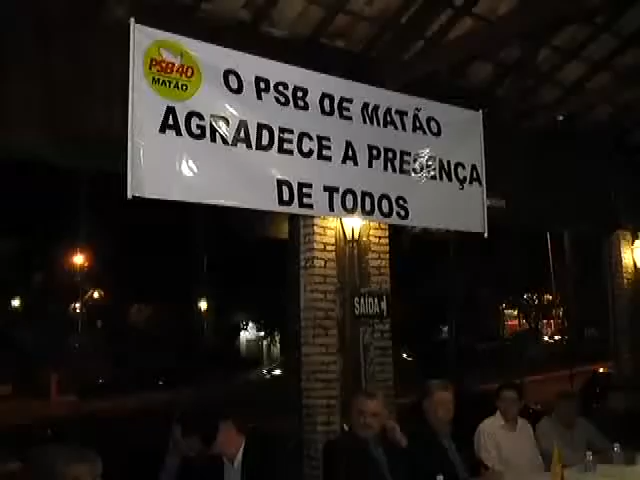 PSB40
MATÃO
O PSB DE MATÃO
AGRADECE A PRESENÇA
DE TODOS
SAÍDA